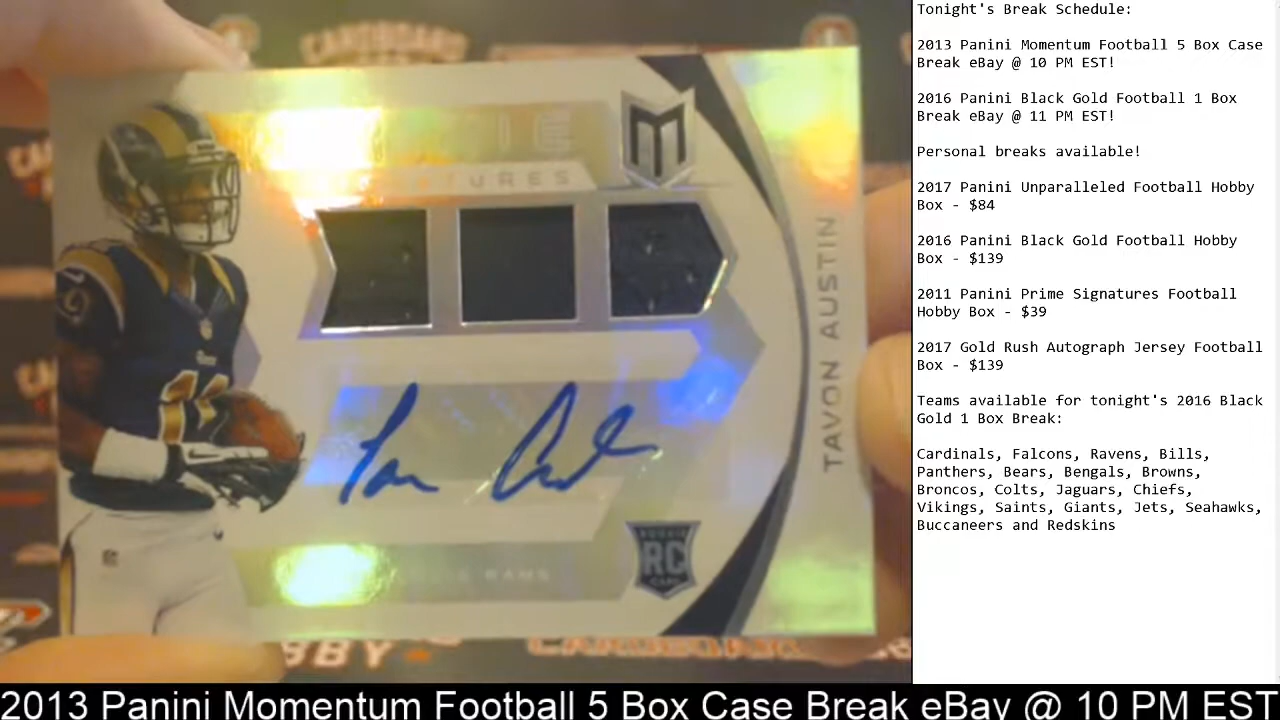 Tonight's Break Schedule:
2013 Panini Momentum Football 5 Box Case
Break eBay @ 10 PM EST!
2016 Panini Black Gold Football 1 Box
Break eBay @ 11 PM EST!
Personal breaks available!
2017 Panini Unparalleled Football Hobby
Box - $84
2016 Panini Black Gold Football Hobby
Box - $139
2011 Panini Prime Signatures Football
Hobby Box - $39
2017 Gold Rush Autograph Jersey Football
Box - $139
Teams available for tonight's 2016 Black
Gold 1 Box Break:
Cardinals, Falcons, Ravens, Bills,
Panthers, Bears, Bengals, Browns,
Broncos, Colts, Jaguars, Chiefs,
Vikings, Saints, Giants, Jets, Seahawks,
Buccaneers and Redskins
M
TAVON AUSTIN
ROOKIE
RC
CARD
RAMS
CARDBOARD
2013 Panini Momentum Football 5 Box Case Break eBay @ 10 PM EST